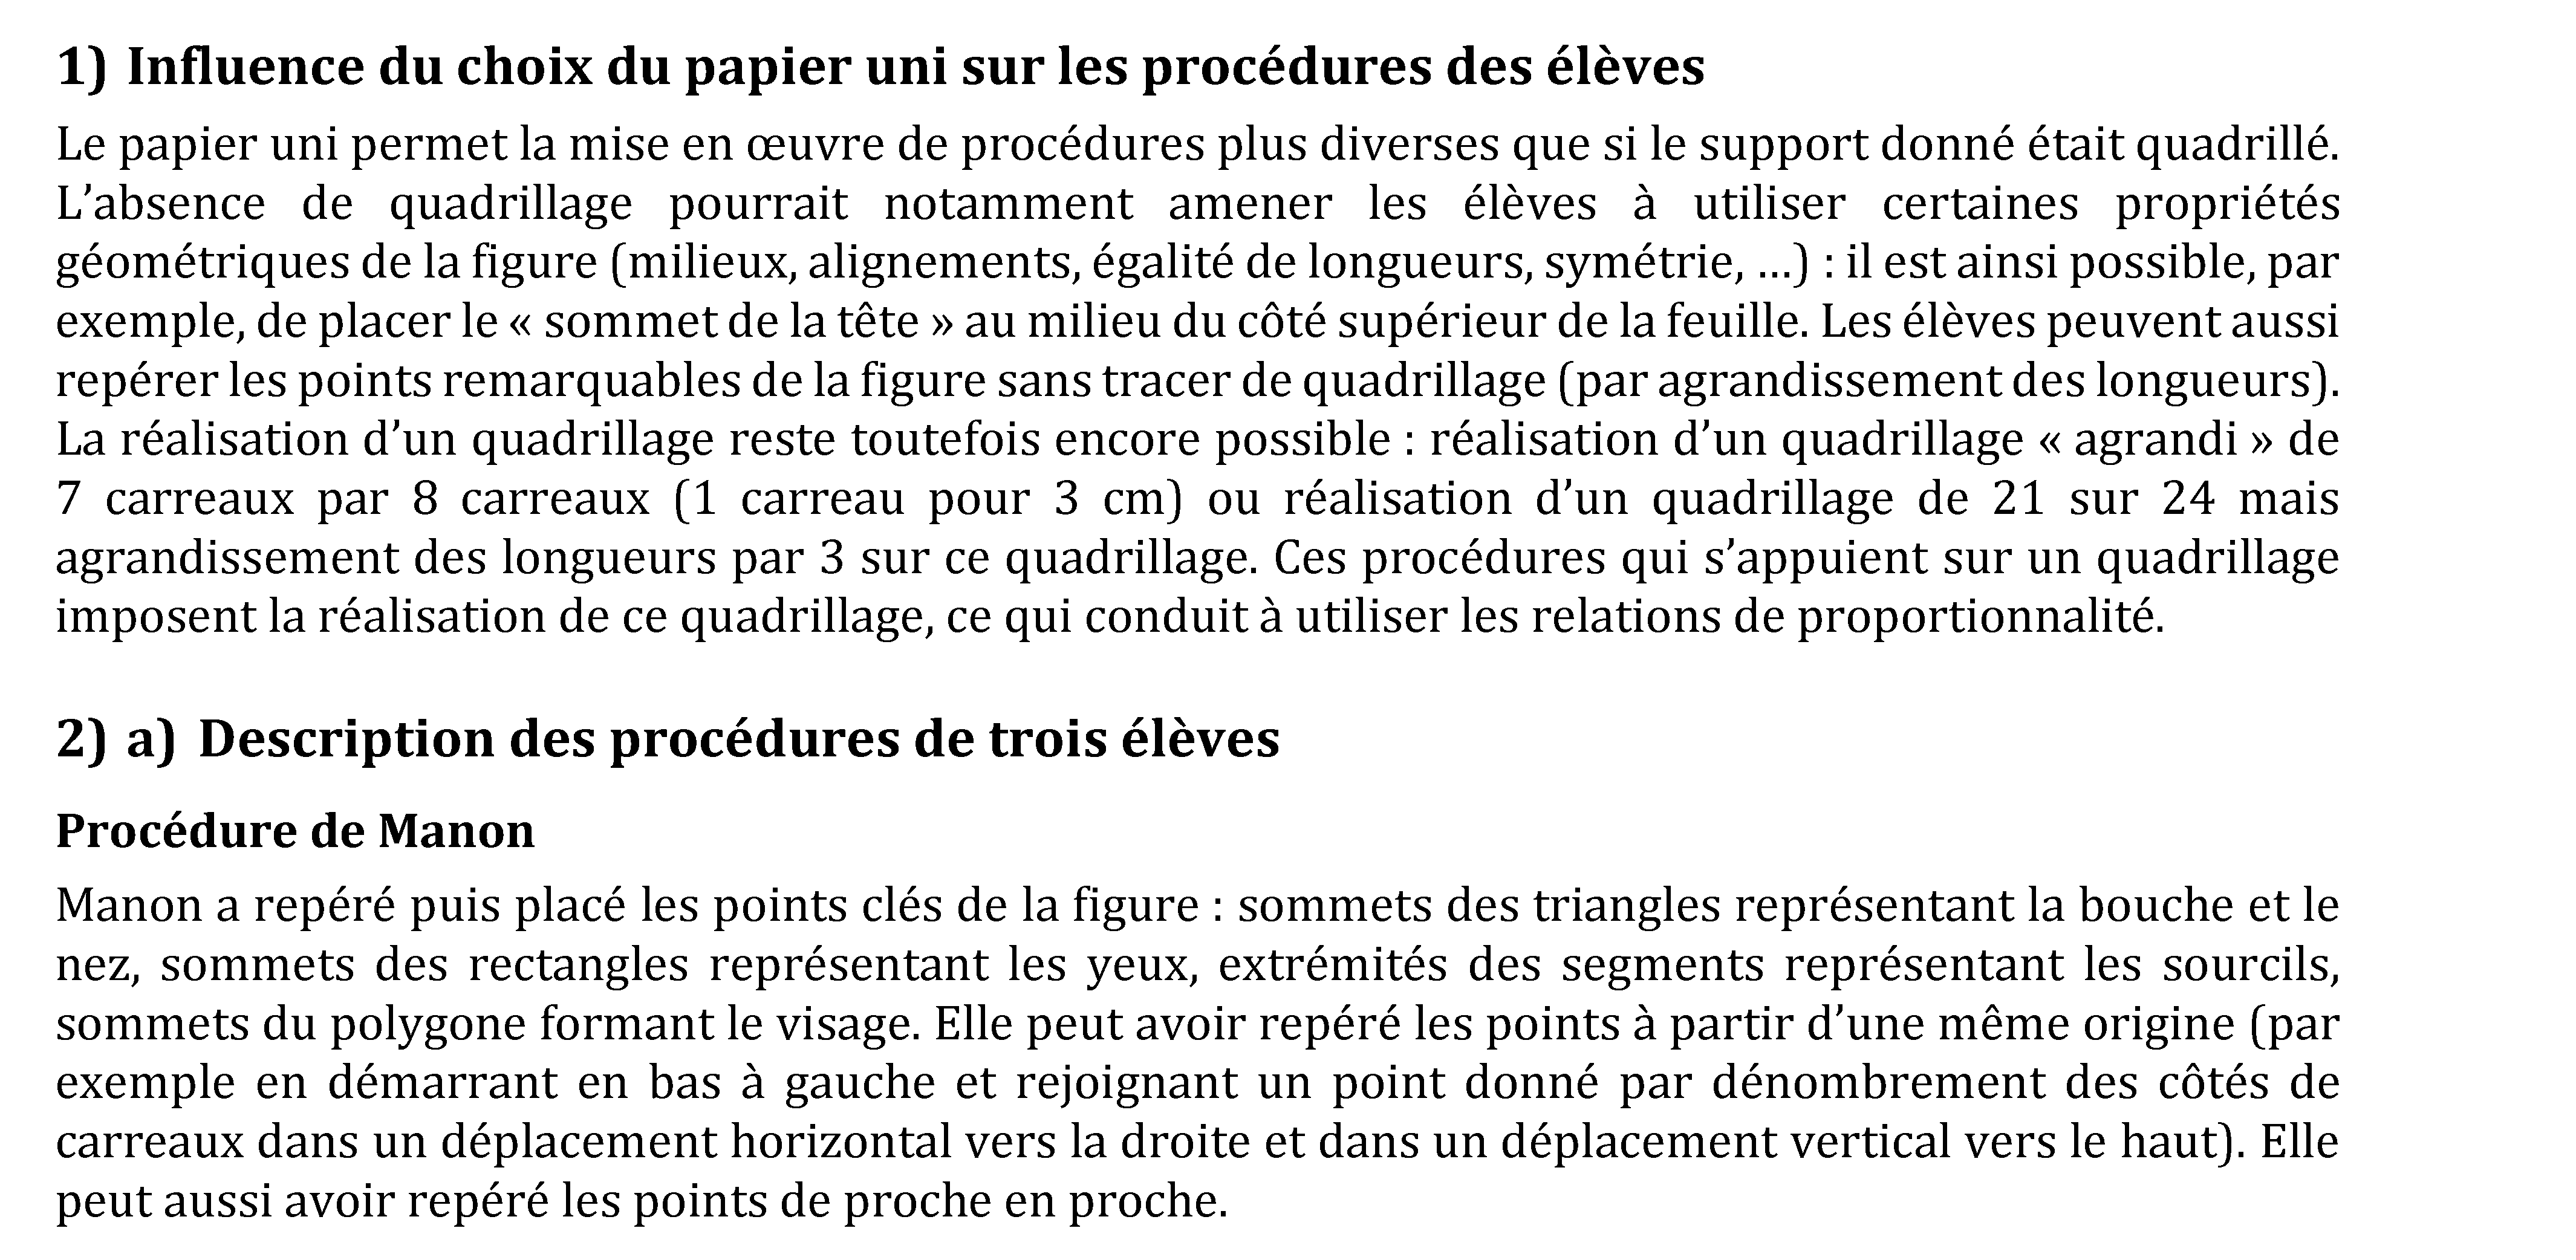 1) Influence du choix du papier uni sur les procédures des élèves
Le papier uni permet la mise en œuvre de procédures plus diverses que si le support donné était quadrillé.
L’absence de quadrillage pourrait notamment amener les élèves à utiliser certaines propriétés
géométriques de la figure (milieux, alignements, égalité de longueurs, symétrie, …) : il est ainsi possible, par
exemple, de placer le « sommet de la tête » au milieu du côté supérieur de la feuille. Les élèves peuvent aussi
repérer les points remarquables de la figure sans tracer de quadrillage (par agrandissement des longueurs).
La réalisation d’un quadrillage reste toutefois encore possible : réalisation d’un quadrillage « agrandi » de
7 carreaux par 8 carreaux (1 carreau pour 3 cm) ou réalisation d’un quadrillage de 21 sur 24 mais
agrandissement des longueurs par 3 sur ce quadrillage. Ces procédures qui s’appuient sur un quadrillage
imposent la réalisation de ce quadrillage, ce qui conduit à utiliser les relations de proportionnalité.
2) a) Description des procédures de trois élèves
Procédure de Manon
Manon a repéré puis placé les points clés de la figure : sommets des triangles représentant la bouche et le
nez, sommets des rectangles représentant les yeux, extrémités des segments représentant les sourcils,
sommets du polygone formant le visage. Elle peut avoir repéré les points à partir d’une même origine (par
exemple en démarrant en bas à gauche et rejoignant un point donné par dénombrement des côtés de
carreaux dans un déplacement horizontal vers la droite et dans un déplacement vertical vers le haut). Elle
peut aussi avoir repéré les points de proche en proche.